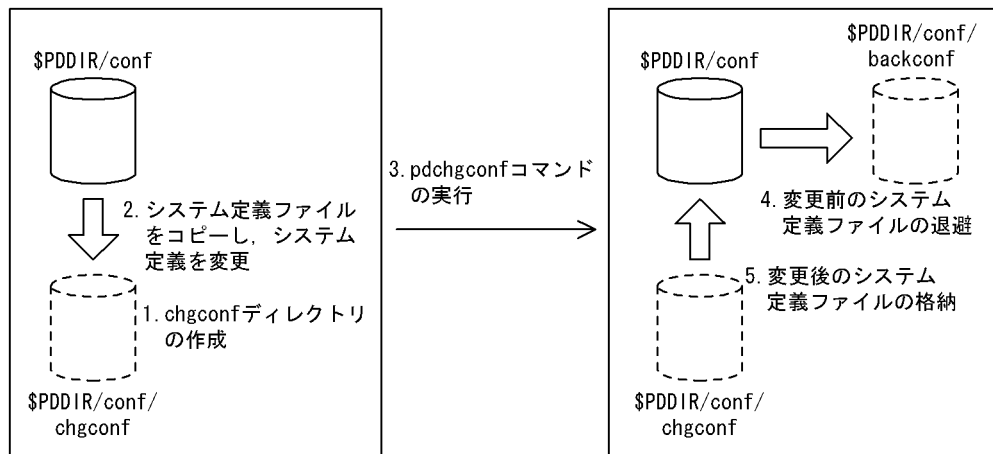 $PDDIR/conf
2. システム定義ファイル
をコピーし，システム
定義を変更
1. chgconfディレクトリ
の作成
$PDDIR/conf/
chgconf
3. pdchgconfコマンド
の実行
$PDDIR/conf
$PDDIR/conf/
backconf
4. 変更前のシステム
定義ファイルの退避
5. 変更後のシステム
定義ファイルの格納
$PDDIR/conf/
chgconf